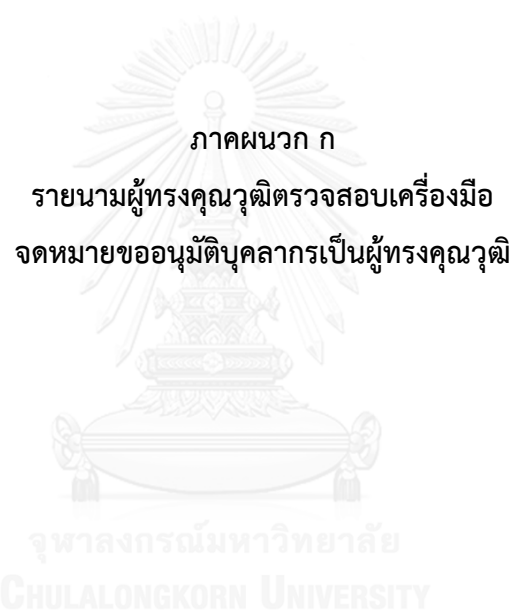 ภาคผนวก ก
รายนามผู้ทรงคุณวุฒิตรวจสอบเครื่องมือ
จดหมายขออนุมัติบุคลากรเป็นผู้ทรงคุณวุฒิ
จุฬาลงกรณ์มหาวิทยาลัย
CHULALONGKORN UNIVERSITY